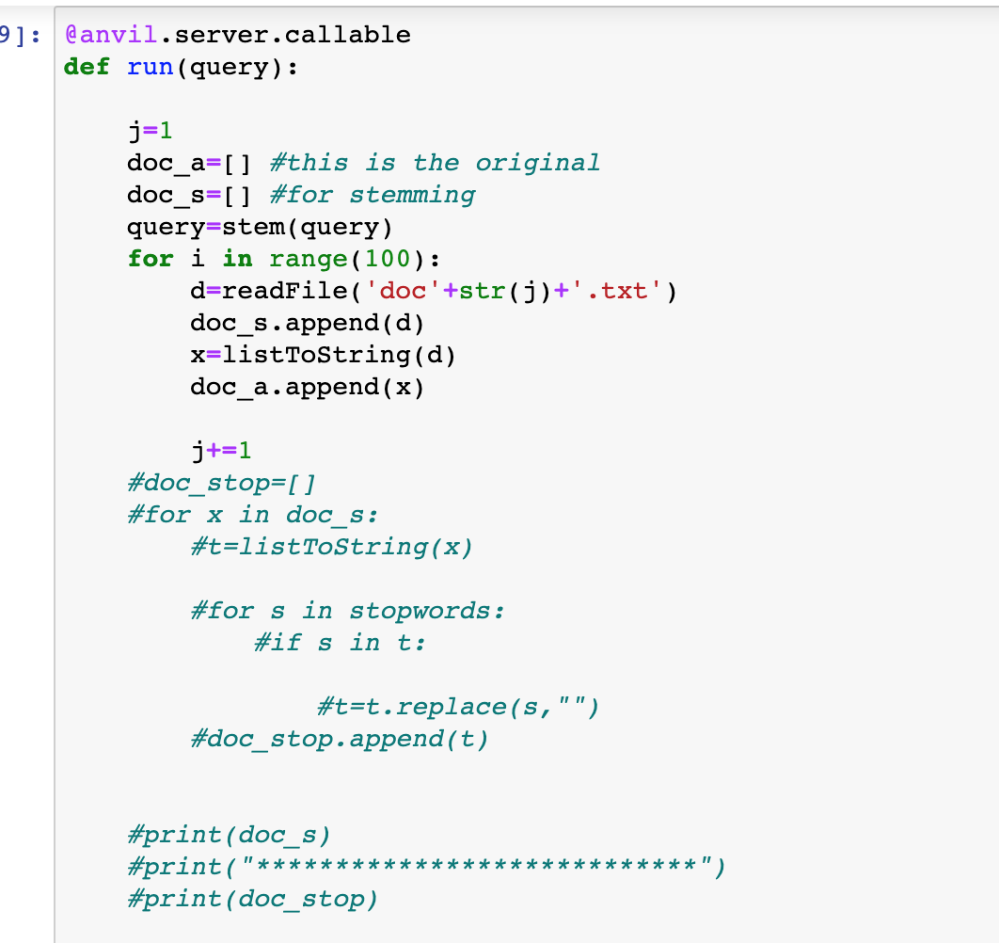 9]: @anvil.server.callable
def run(query):
j=1
doc_a=[] #this is the original
doc_s=[] #for stemming
query=stem(query)
for i in range(100):
d=readFile('doc'+str(j)+'.txt')
doc_s.append(d)
x=listToString(d)
doc_a.append(x)
j+=1
#doc_stop=[]
#for x in doc_s:
#t=listToString(x)
#for s in stopwords:
#if s in t:
#t=t.replace(s,"")
#doc_stop.append(t)
#print(doc_s)
#print("****************************")
#print(doc_stop)